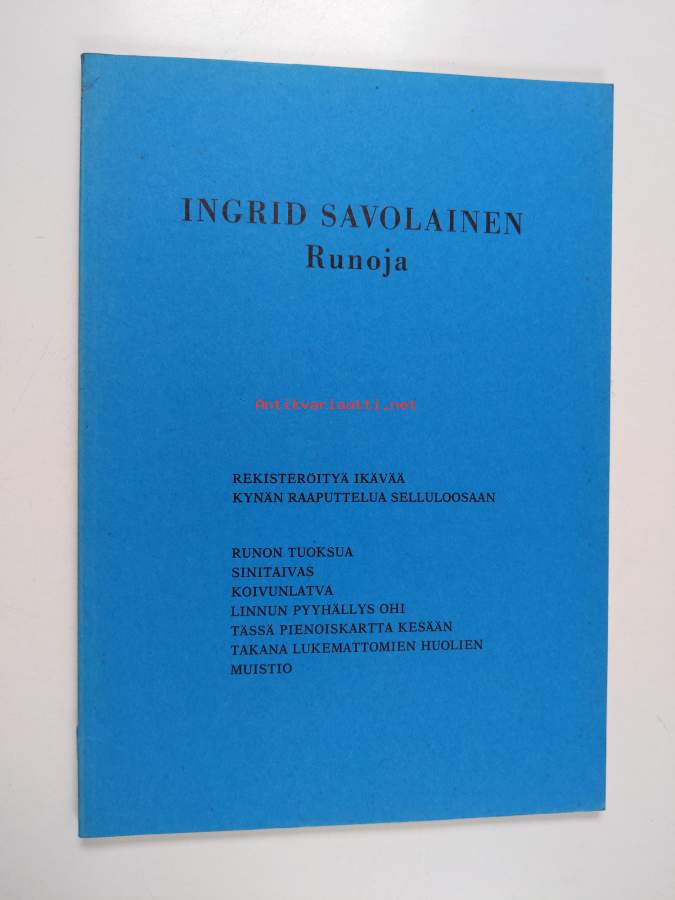 INGRID SAVOLAINEN
Runoja
Antikvariaatti.net
REKISTERÖITYÄ IKÄVÄÄ
KYNÄN RAAPUTTELUA SELLULOOSAAN
RUNON TUOKSUA
SINITAIVAS
KOIVUNLATVA
LINNUN PYYHÄLLYS OHI
TÄSSÄ PIENOISKARTTA KESÄÄN
TAKANA LUKEMATTOMIEN HUOLIEN
MUISTIO